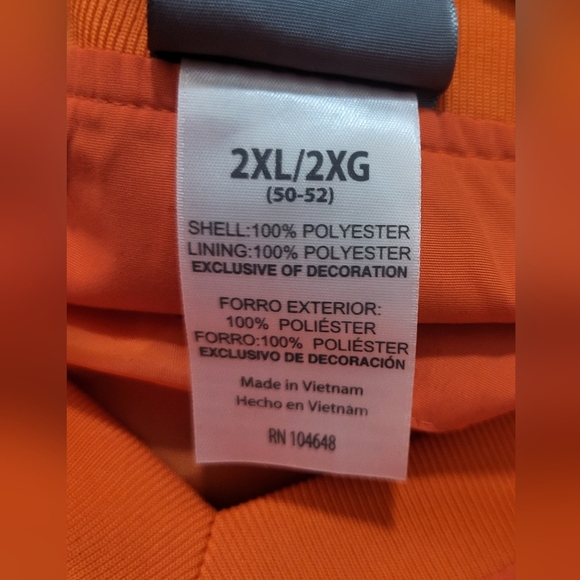 2XL/2XG
(50-52)
SHELL:100% POLYESTER
LINING:100% POLYESTER
EXCLUSIVE OF DECORATION
FORRO EXTERIOR:
100% POLIÉSTER
FORRO:100% POLIÉSTER
EXCLUSIVO DE DECORACIÓN
Made in Vietnam
Hecho en Vietnam
RN 104648